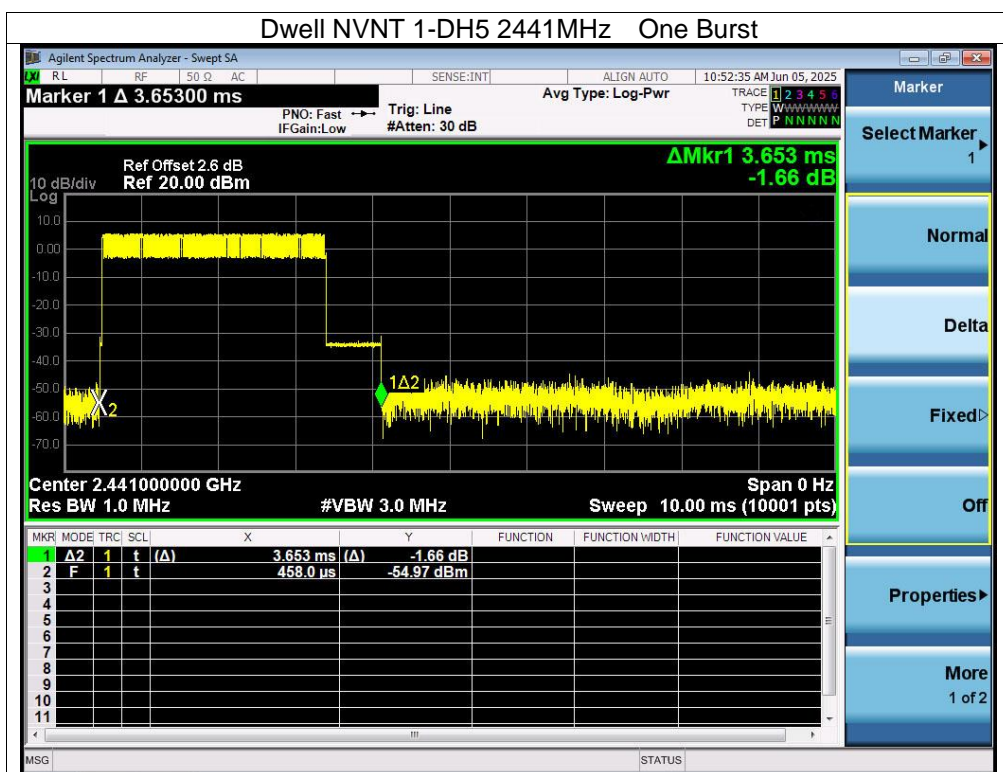 Dwell NVNT 1-DH5 2441MHz One Burst
Agilent Spectrum Analyzer - Swept SA
LXI RL RF 50 Ω AC SENSE:INT ALIGN AUTO 10:52:35 AM Jun 05, 2025
Marker 1 Δ 3.65300 ms
PNO: Fast
IFGain:Low
Trig: Line
#Atten: 30 dB
Avg Type: Log-Pwr
TRACE 1 2 3 4 5 6
TYPE WWWWWW
DET P N N N N N
ΔMkr1 3.653 ms
-1.66 dB
Ref Offset 2.6 dB
10 dB/div Ref 20.00 dBm
Log
10.0
0.00
-10.0
-20.0
-30.0
-40.0
-50.0
-60.0
-70.0
1Δ2
2
Center 2.441000000 GHz Span 0 Hz
Res BW 1.0 MHz #VBW 3.0 MHz Sweep 10.00 ms (10001 pts)
MKR MODE TRC SCL X Y FUNCTION FUNCTION WIDTH FUNCTION VALUE
1 Δ2 1 t (Δ) 3.653 ms (Δ) -1.66 dB
2 F 1 t 458.0 µs -54.97 dBm
3
4
5
6
7
8
9
10
11
MSG STATUS
Marker
Select Marker
1
Normal
Delta
Fixed
Off
Properties
More
1 of 2